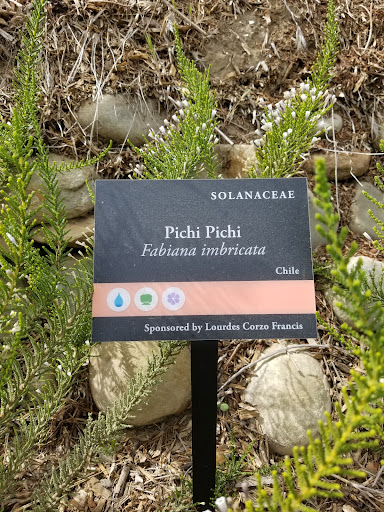 SOLANACEAE
Pichi Pichi
Fabiana imbricata
Chile
Sponsored by Lourdes Corzo Francis